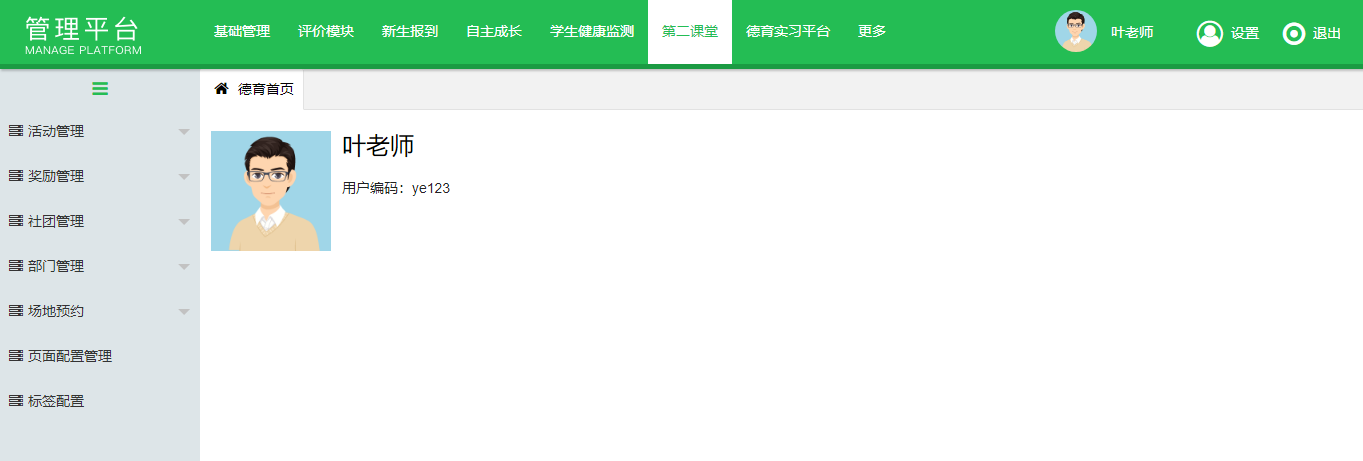 管理平台
MANAGE PLATFORM
基础管理 评价模块 新生报到 自主成长 学生健康监测 第二课堂 德育实习平台 更多 叶老师 设置 退出
德育首页
活动管理
奖励管理
社团管理
部门管理
场地预约
页面配置管理
标签配置
叶老师
用户编码：ye123